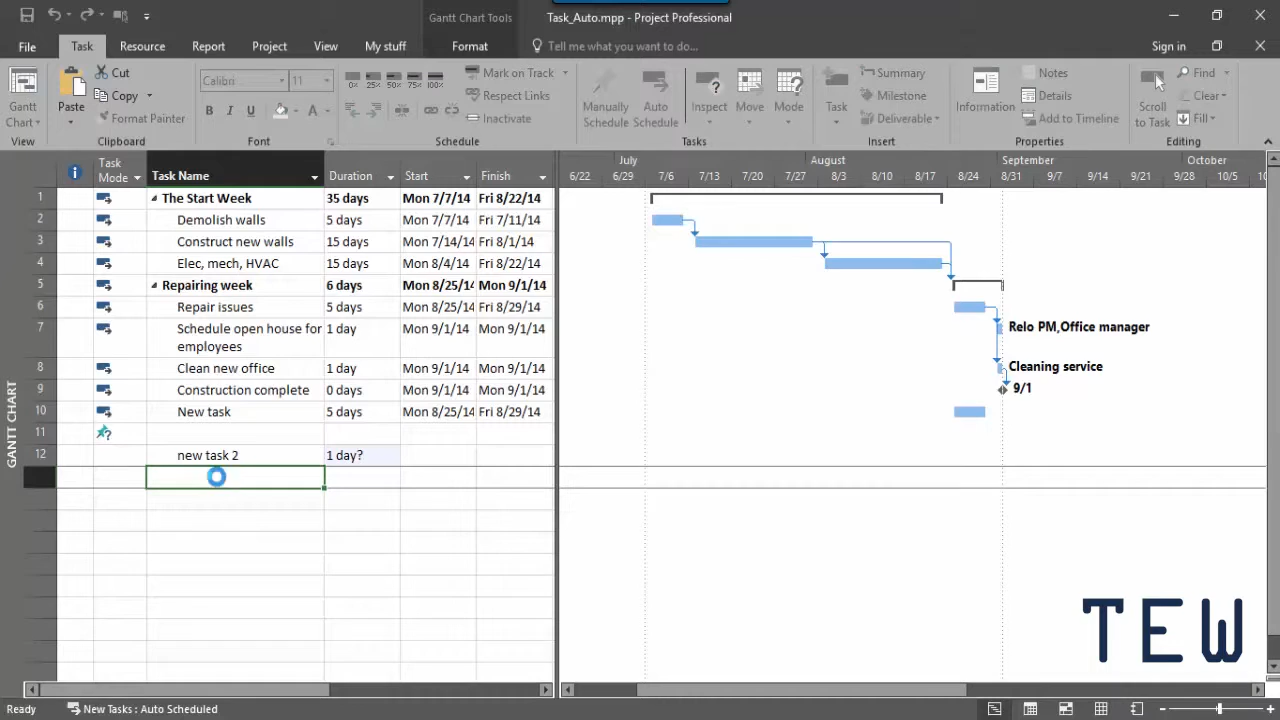 Gantt Chart Tools
Task_Auto.mpp - Project Professional
File Task Resource Report Project View My stuff Format Tell me what you want to do... Sign in
Gantt Chart
View
Paste
Cut
Copy
Format Painter
Clipboard
Calibri 11
B I U A
Font
0% 25% 50% 75% 100%
Mark on Track
Respect Links
Inactivate
Schedule
Manually Schedule
Auto Schedule
Inspect
Move
Mode
Tasks
Task
Summary
Milestone
Deliverable
Insert
Information
Notes
Details
Add to Timeline
Properties
Scroll to Task
Find
Clear
Fill
Editing
Task Mode Task Name Duration Start Finish
July August September October
6/22 6/29 7/6 7/13 7/20 7/27 8/3 8/10 8/17 8/24 8/31 9/7 9/14 9/21 9/28 10/5
1 The Start Week 35 days Mon 7/7/14 Fri 8/22/14
2 Demolish walls 5 days Mon 7/7/14 Fri 7/11/14
3 Construct new walls 15 days Mon 7/14/14 Fri 8/1/14
4 Elec, mech, HVAC 15 days Mon 8/4/14 Fri 8/22/14
5 Repairing week 6 days Mon 8/25/14 Mon 9/1/14
6 Repair issues 5 days Mon 8/25/14 Fri 8/29/14
7 Schedule open house for employees 1 day Mon 9/1/14 Mon 9/1/14 Relo PM,Office manager
8 Clean new office 1 day Mon 9/1/14 Mon 9/1/14 Cleaning service
9 Construction complete 0 days Mon 9/1/14 Mon 9/1/14 9/1
10 New task 5 days Mon 8/25/14 Fri 8/29/14
11
12 new task 2 1 day?
GANTT CHART
TEW
Ready New Tasks : Auto Scheduled